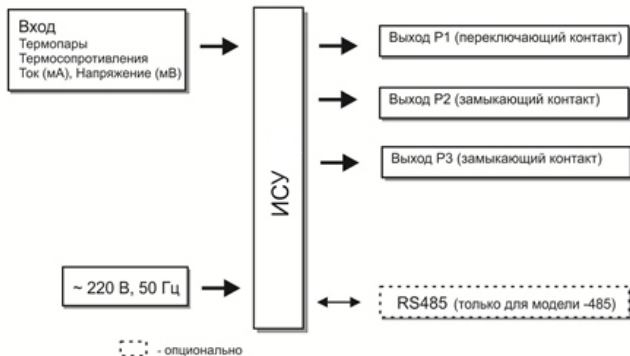 Вход
Термопары
Термосопротивления
Ток (мА), Напряжение (мВ)
~ 220 В, 50 Гц
ИСУ
Выход Р1 (переключающий контакт)
Выход Р2 (замыкающий контакт)
Выход Р3 (замыкающий контакт)
RS485 (только для модели -485)
- опционально